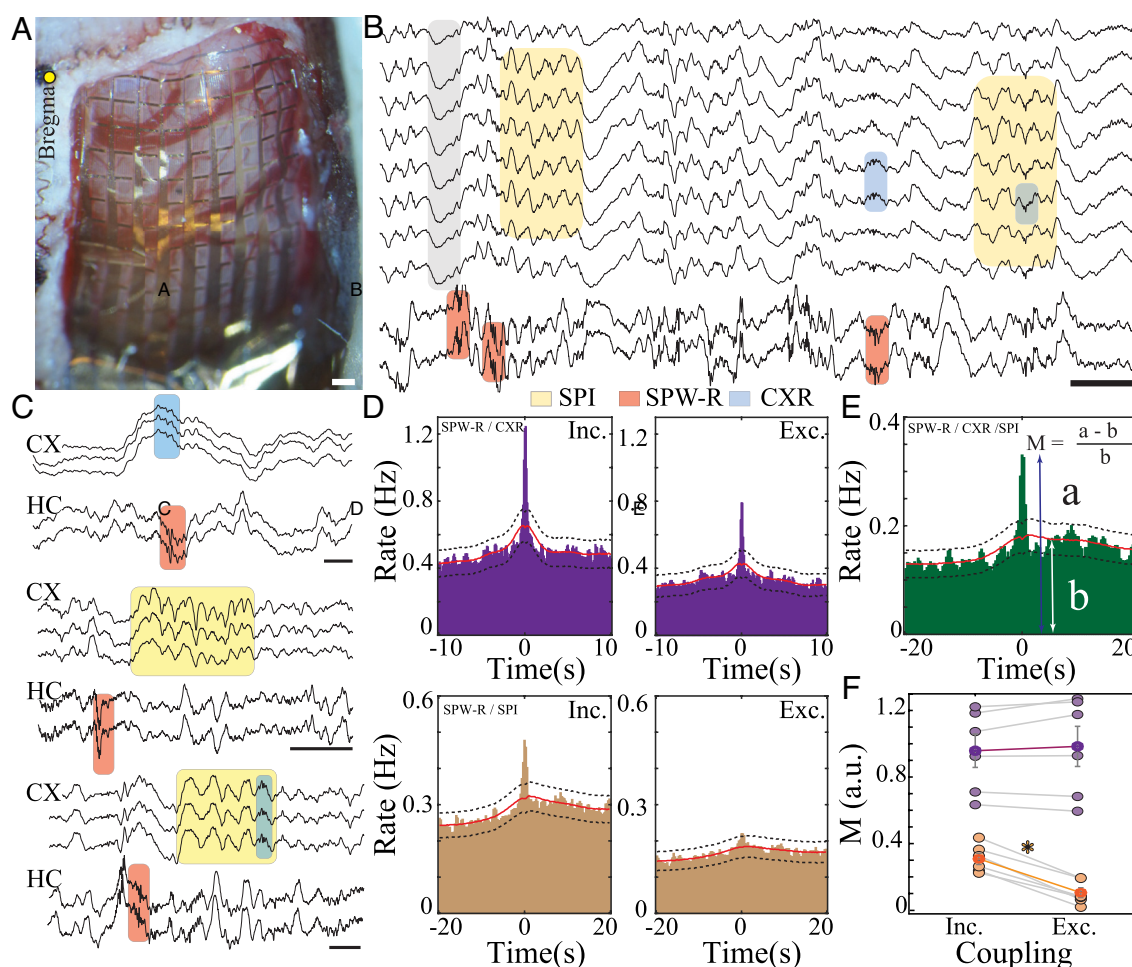 A
Bregma
A
B
B
SPI SPW-R CXR
C
CX
HC
C
D
CX
HC
CX
HC
D
SPW-R / CXR
Inc.
Rate (Hz)
1.2
0.8
0.4
0
-10
0
10
Time(s)
Exc.
1.2
0.8
0.4
0
-20
0
20
Time(s)
E
SPW-R / CXR /SPI
M = a - b
b
a
b
Rate (Hz)
0.4
0.2
0
-20
-10
0
10
20
Time(s)
SPW-R / SPI
Inc.
Rate (Hz)
0.6
0.3
0
-20
0
20
Time(s)
Exc.
0.6
0.3
0
-20
0
20
Time(s)
F
M (a.u.)
1.2
0.8
0.4
0
*
Inc.
Exc.
Coupling